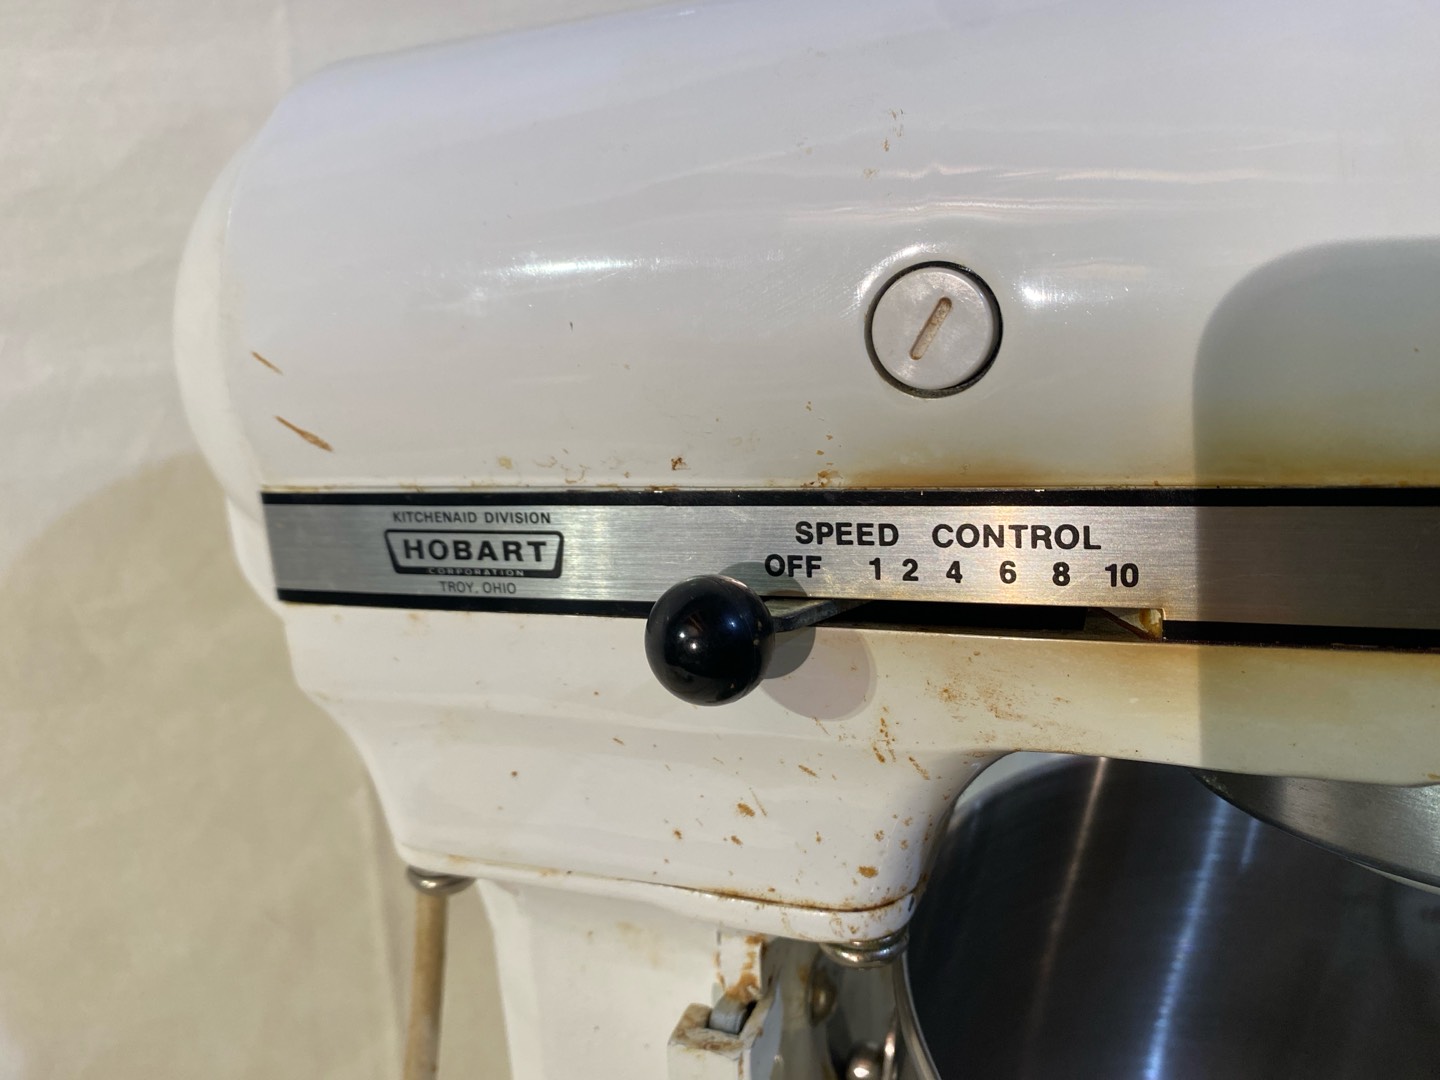 KITCHENAID DIVISION
HOBART
CORPORATION
TROY, OHIO
SPEED CONTROL
OFF 1 2 4 6 8 10